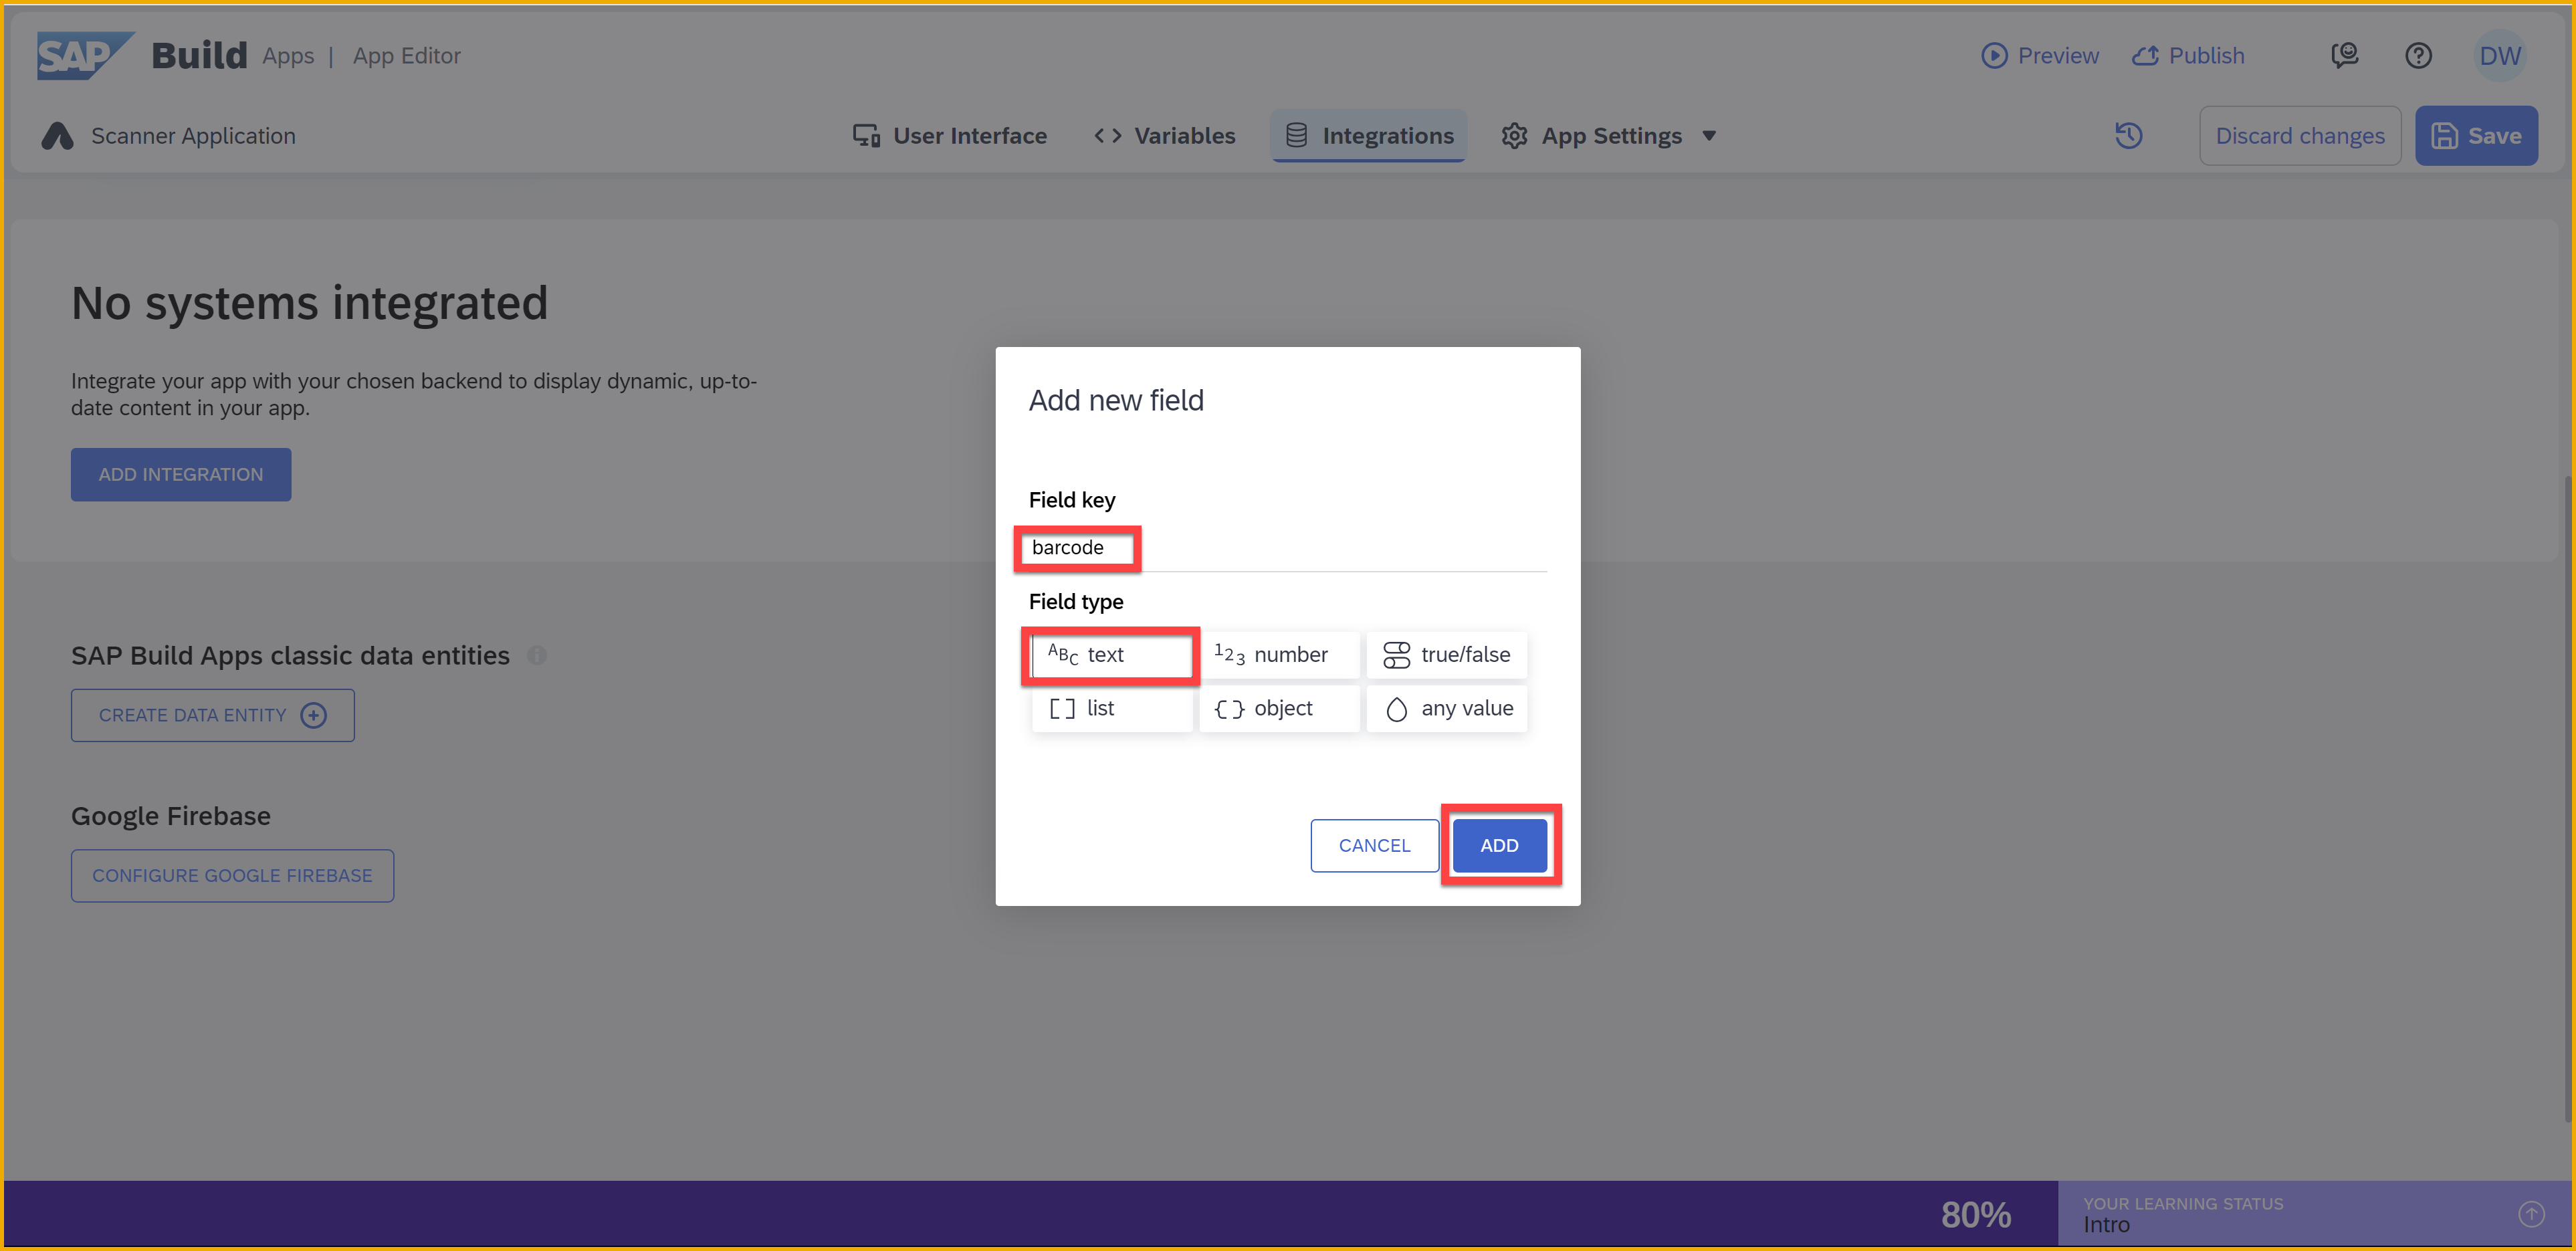 SAP Build Apps | App Editor
Preview
Publish
DW
Scanner Application
User Interface
Variables
Integrations
App Settings
Discard changes
Save
No systems integrated
Integrate your app with your chosen backend to display dynamic, up-to-
date content in your app.
ADD INTEGRATION
SAP Build Apps classic data entities
CREATE DATA ENTITY
Google Firebase
CONFIGURE GOOGLE FIREBASE
Add new field
Field key
barcode
Field type
ABC text
123 number
true/false
[ ] list
{ } object
any value
CANCEL
ADD
80%
YOUR LEARNING STATUS
Intro